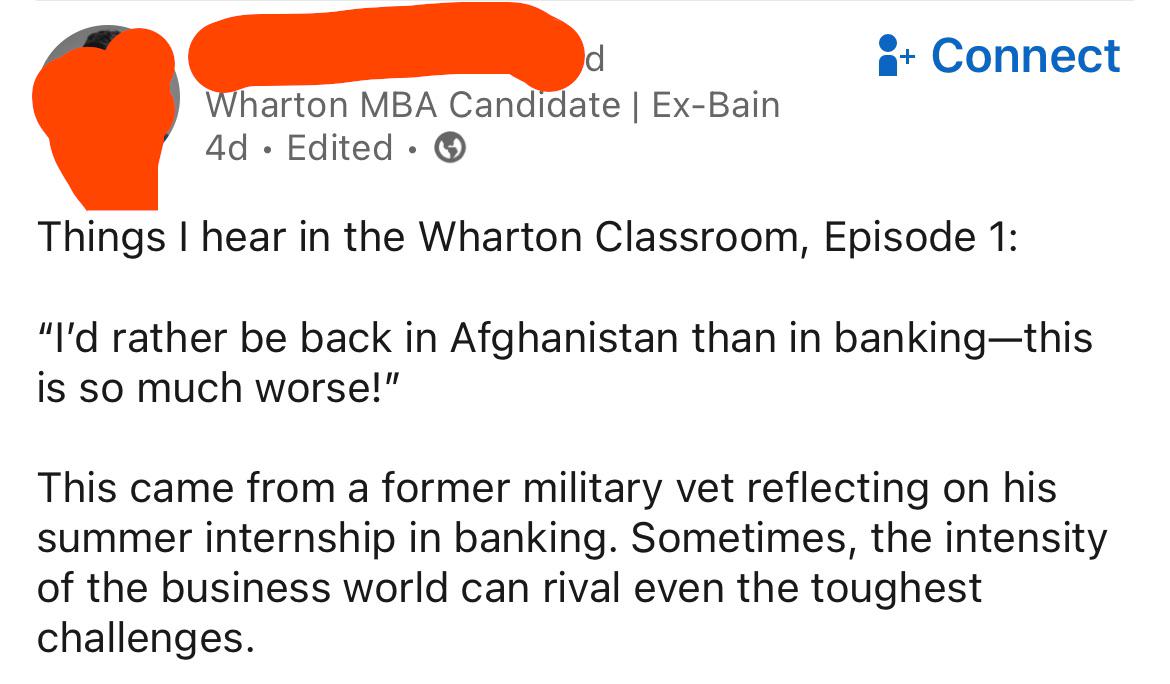 d
Connect
Wharton MBA Candidate | Ex-Bain
4d • Edited •
Things I hear in the Wharton Classroom, Episode 1:
“I’d rather be back in Afghanistan than in banking—this
is so much worse!”
This came from a former military vet reflecting on his
summer internship in banking. Sometimes, the intensity
of the business world can rival even the toughest
challenges.